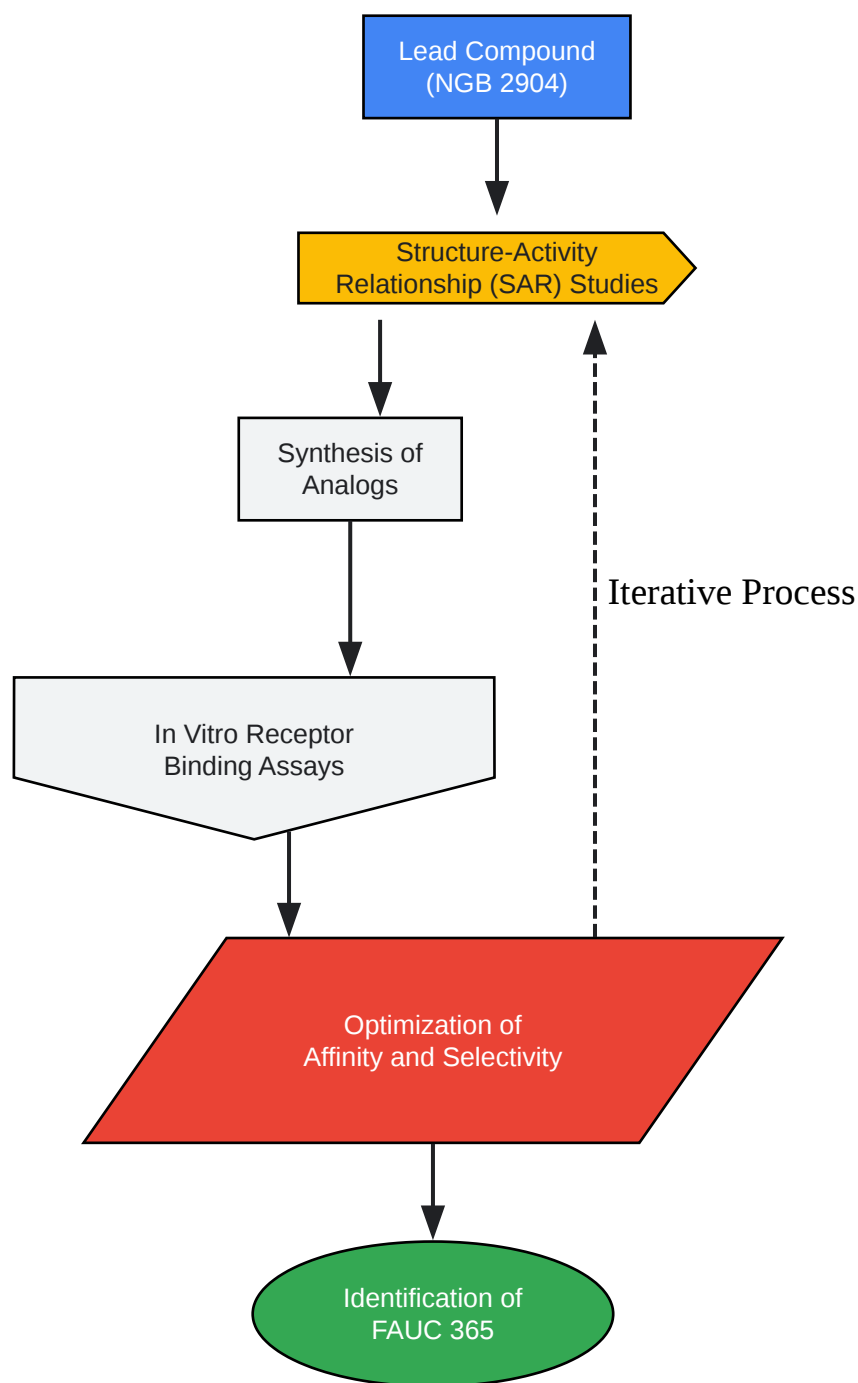 Lead Compound
(NGB 2904)
Structure-Activity
Relationship (SAR) Studies
Synthesis of
Analogs
Iterative Process
In Vitro Receptor
Binding Assays
Optimization of
Affinity and Selectivity
Identification of
FAUC 365